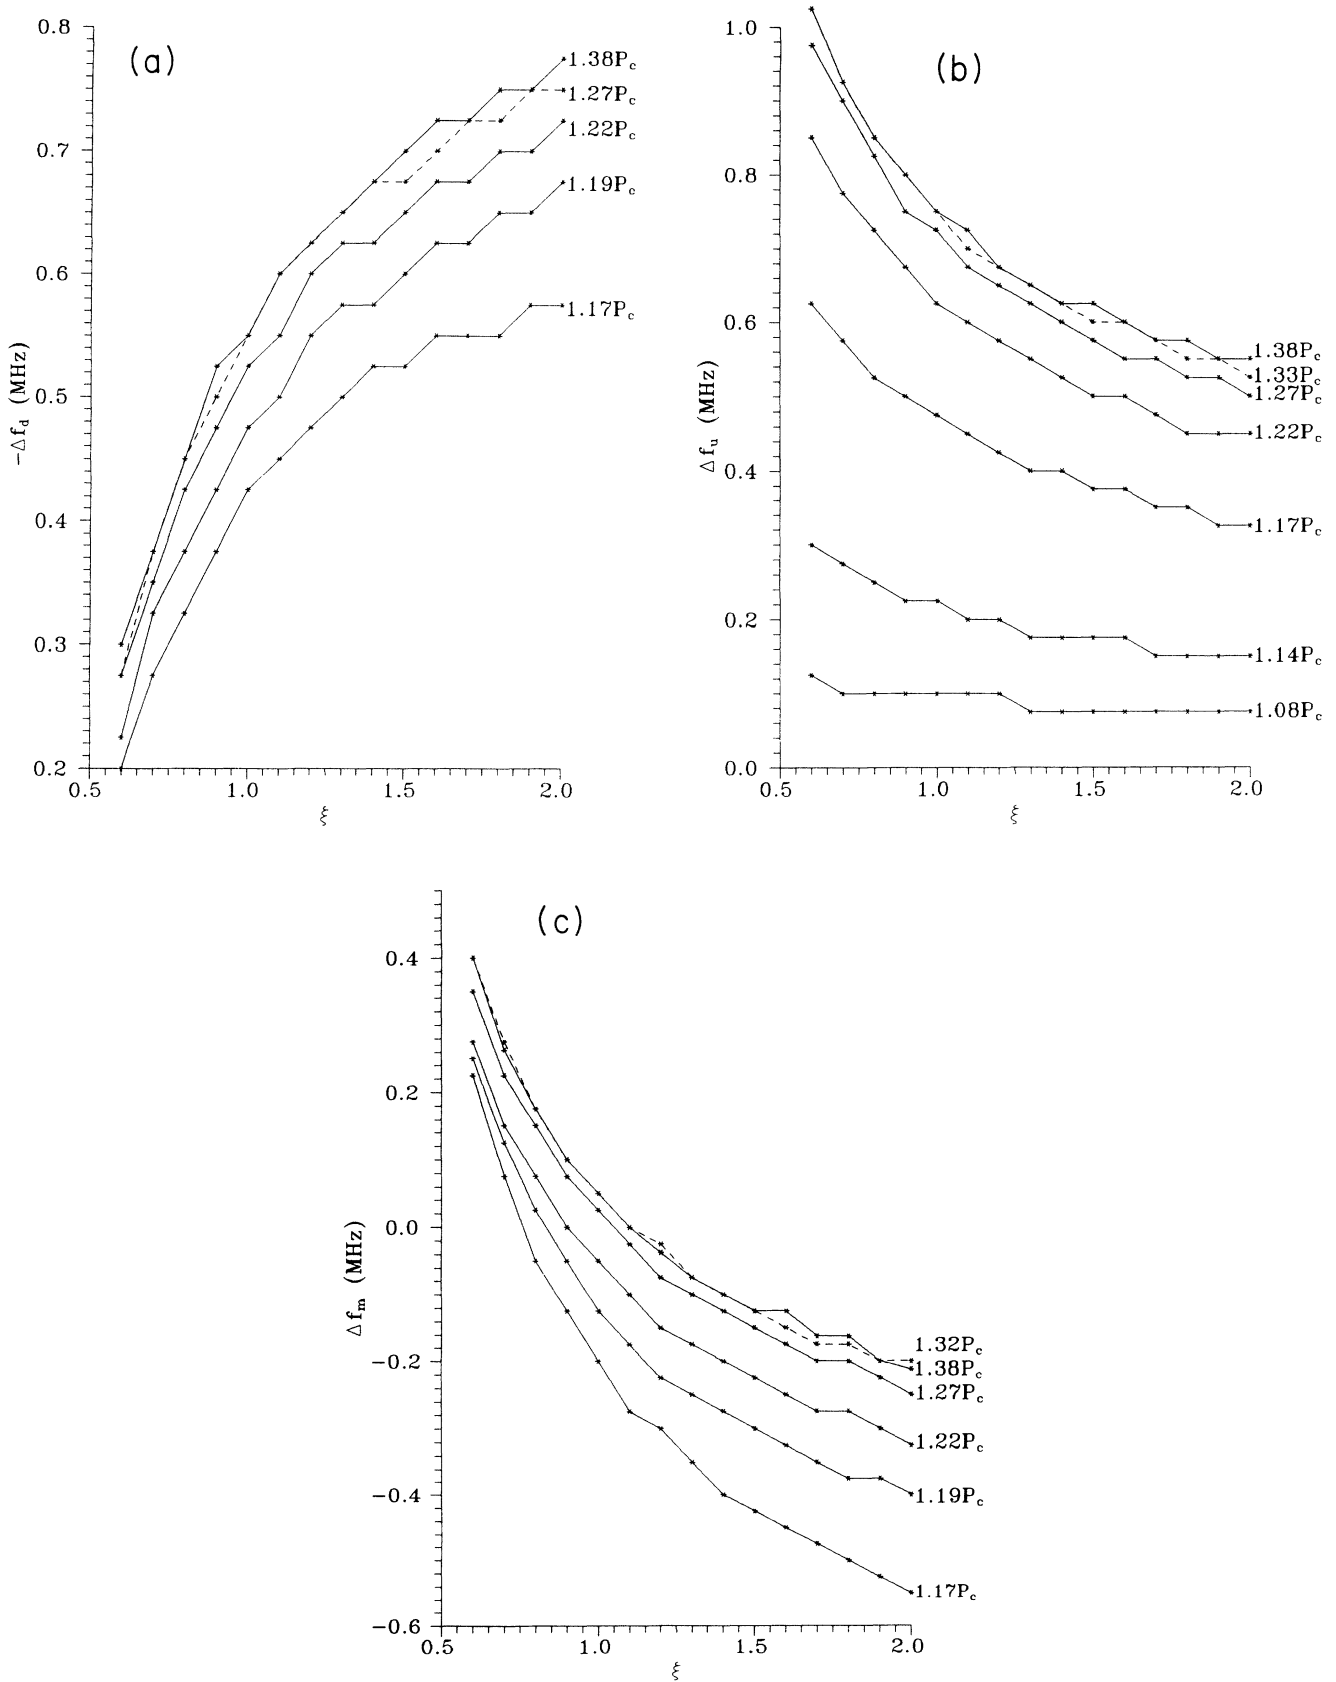 (a)
0.8
0.7
0.6
0.5
0.4
0.3
0.2
0.5
1.0
1.5
2.0
−Δf_d (MHz)
ξ
1.38P_c
1.27P_c
1.22P_c
1.19P_c
1.17P_c
(b)
1.0
0.8
0.6
0.4
0.2
0.0
0.5
1.0
1.5
2.0
Δf_u (MHz)
ξ
1.38P_c
1.33P_c
1.27P_c
1.22P_c
1.17P_c
1.14P_c
1.08P_c
(c)
0.4
0.2
0.0
−0.2
−0.4
−0.6
0.5
1.0
1.5
2.0
Δf_m (MHz)
ξ
1.32P_c
1.38P_c
1.27P_c
1.22P_c
1.19P_c
1.17P_c